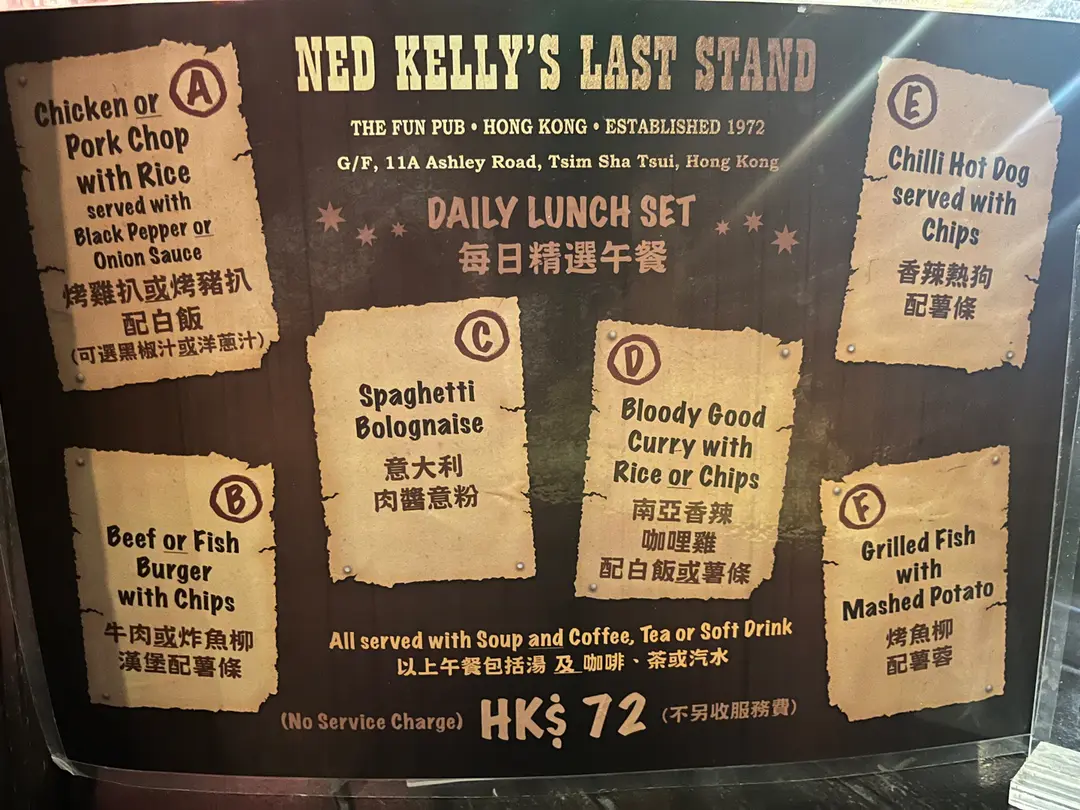 NED KELLY'S LAST STAND
THE FUN PUB • HONG KONG • ESTABLISHED 1972
G/F, 11A Ashley Road, Tsim Sha Tsui, Hong Kong
DAILY LUNCH SET
每日精選午餐
A
Chicken or
Pork Chop
with Rice
served with
Black Pepper or
Onion Sauce
烤雞扒或烤豬扒
配白飯
(可選黑椒汁或洋蔥汁)
B
Beef or Fish
Burger
with Chips
牛肉或炸魚柳
漢堡配薯條
C
Spaghetti
Bolognaise
意大利
肉醬意粉
D
Bloody Good
Curry with
Rice or Chips
南亞香辣
咖哩雞
配白飯或薯條
E
Chilli Hot Dog
served with
Chips
香辣熱狗
配薯條
F
Grilled Fish
with
Mashed Potato
烤魚柳
配薯蓉
All served with Soup and Coffee, Tea or Soft Drink
以上午餐包括湯 及 咖啡、茶或汽水
(No Service Charge) HK$ 72 (不另收服務費)